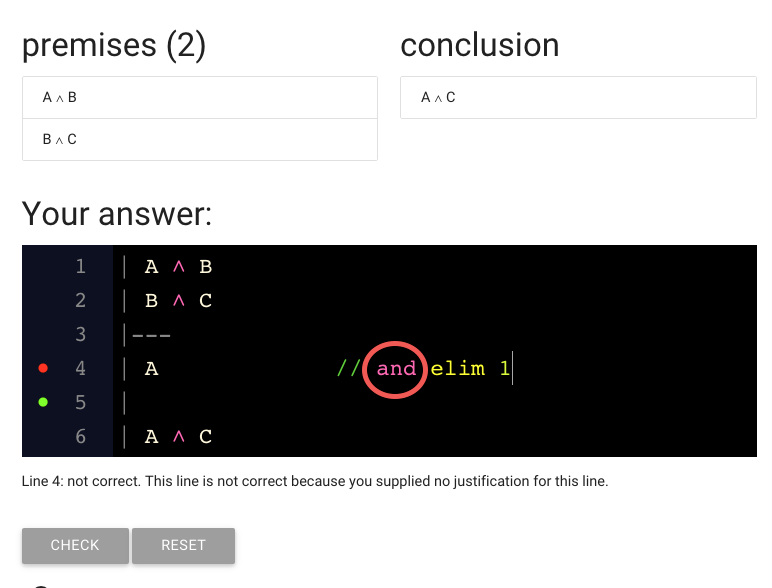 premises (2)
A ∧ B
B ∧ C
conclusion
A ∧ C
Your answer:
1 | A ∧ B
2 | B ∧ C
3 |---
4 | A // and elim 1
5 |
6 | A ∧ C
Line 4: not correct. This line is not correct because you supplied no justification for this line.
CHECK
RESET